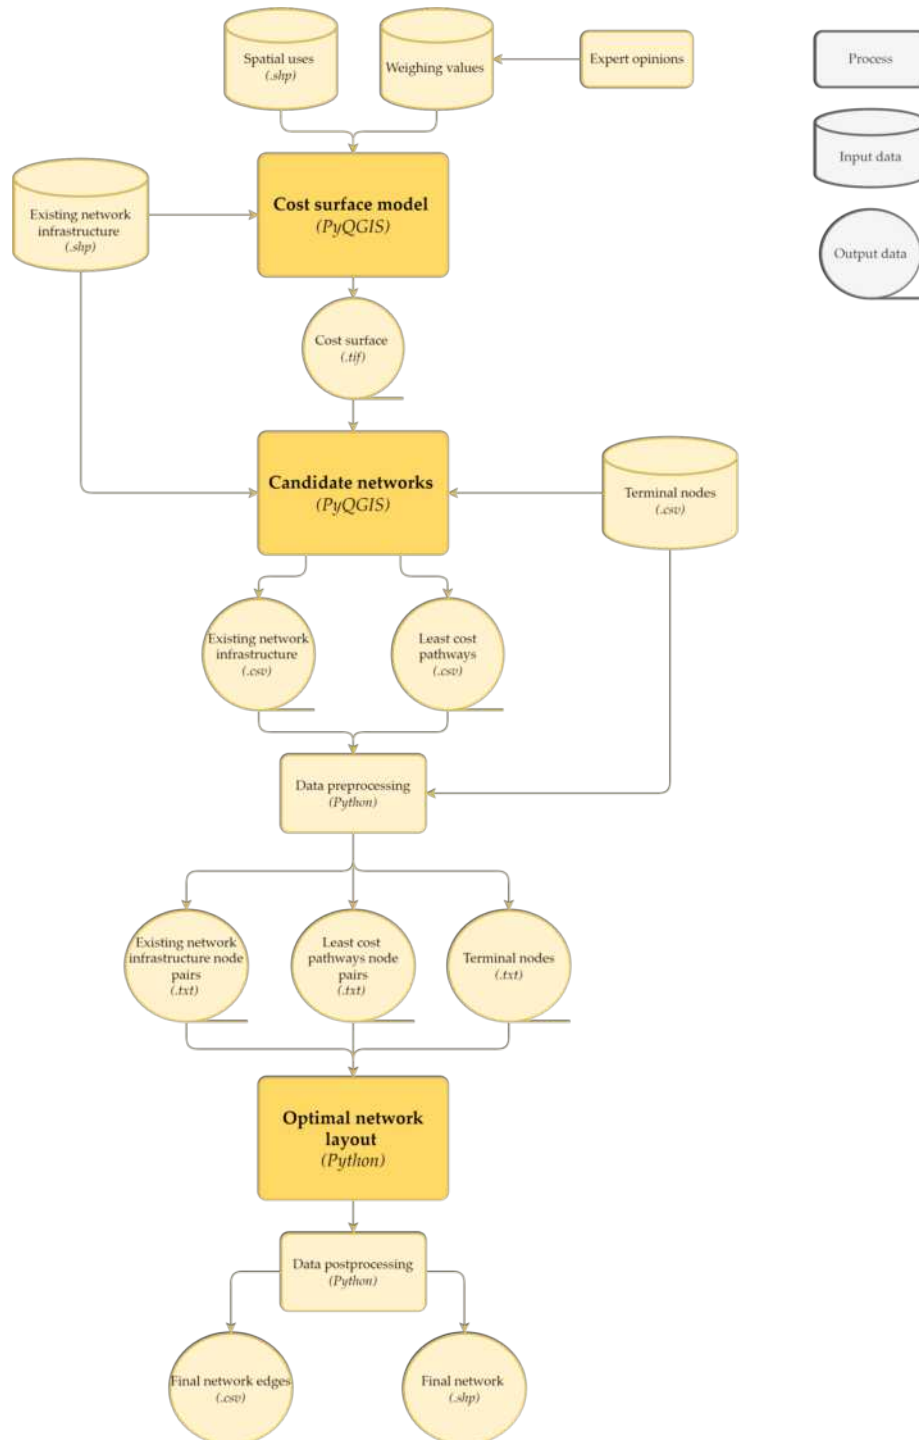 Spatial uses
(.shp)
Weighing values
Expert opinions
Process
Input data
Output data
Existing network
infrastructure
(.shp)
Cost surface model
(PyQGIS)
Cost surface
(.tif)
Candidate networks
(PyQGIS)
Terminal nodes
(.csv)
Existing network
infrastructure
(.csv)
Least cost
pathways
(.csv)
Data preprocessing
(Python)
Existing network
infrastructure node
pairs
(.txt)
Least cost
pathways node
pairs
(.txt)
Terminal nodes
(.txt)
Optimal network
layout
(Python)
Data postprocessing
(Python)
Final network edges
(.csv)
Final network
(.shp)